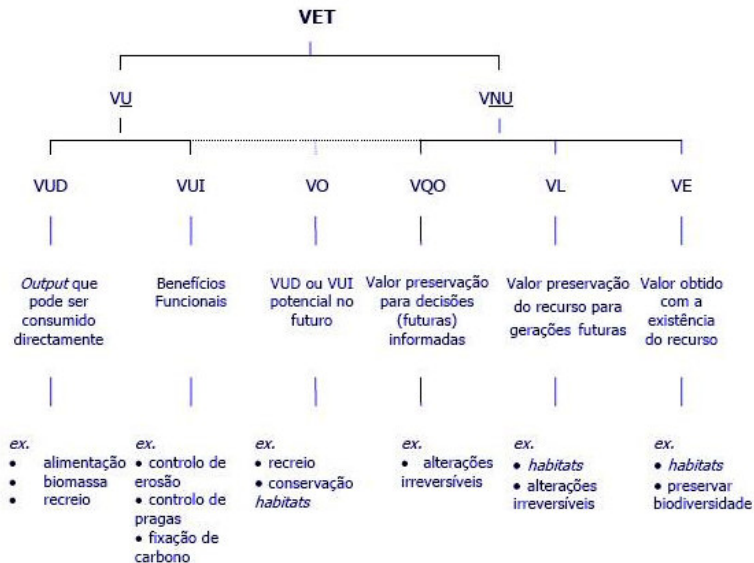 VET
VU
VNU
VUD
VUI
VO
VQO
VL
VE
Output que
pode ser
consumido
directamente
Benefícios
Funcionais
VUD ou VUI
potencial no
futuro
Valor preservação
para decisões
(futuras)
informadas
Valor preservação
do recurso para
gerações futuras
Valor obtido
com a
existência
do recurso
ex.
• alimentação
• biomassa
• recreio
ex.
• controlo de
erosão
• controlo de
pragas
• fixação de
carbono
ex.
• recreio
• conservação
habitats
ex.
• alterações
irreversíveis
ex.
• habitats
• alterações
irreversíveis
ex.
• habitats
• preservar
biodiversidade